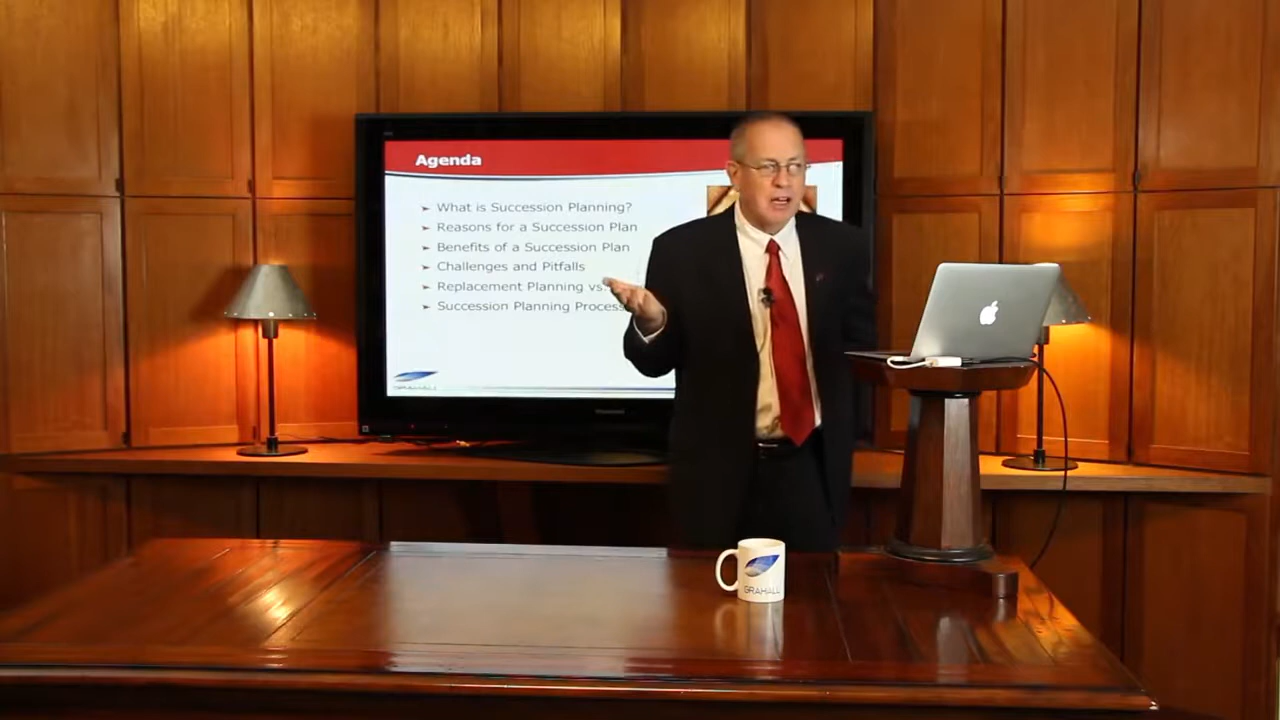 Agenda
➢ What is Succession Planning?
➢ Reasons for a Succession Plan
➢ Benefits of a Succession Plan
➢ Challenges and Pitfalls
➢ Replacement Planning vs.
➢ Succession Planning Process
GRAHALL
GRAHALL